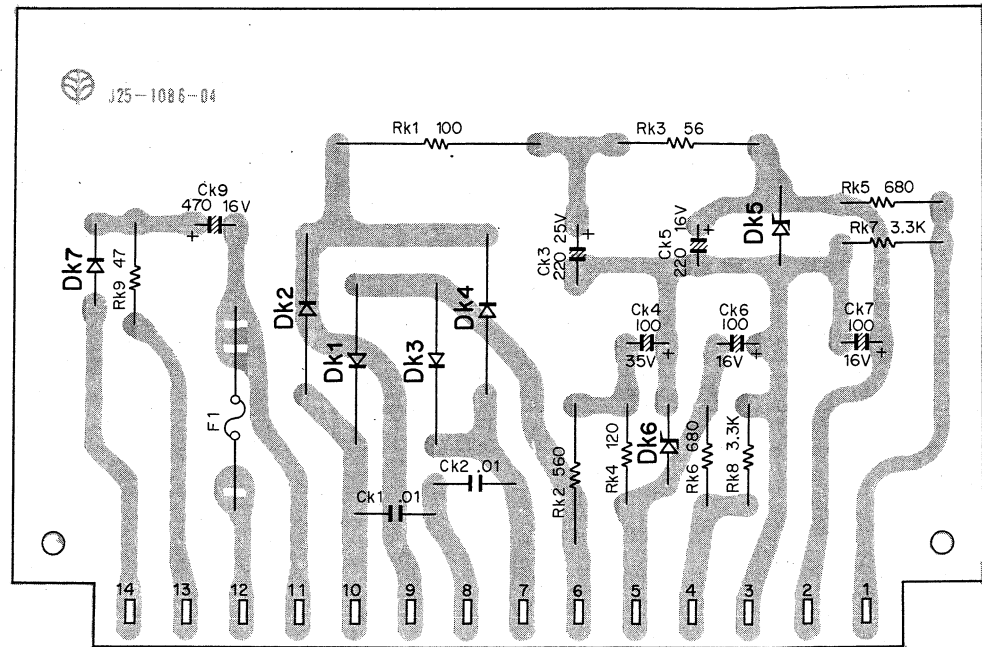 J25-1086-04
Rk1 100
Rk3 56
Ck9
470 16V
Rk5 680
Rk7 3.3K
Dk7
Rk9 47
Ck3
220 25V
Ck5
220 16V
Dk5
Dk2
Dk1
Dk3
Dk4
Ck4
100
35V
Ck6
100
16V
Ck7
100
16V
F1
Ck2 .01
Ck1 .01
Rk2 560
Rk4 120
Dk6
Rk6 680
Rk8 3.3K
14 13 12 11 10 9 8 7 6 5 4 3 2 1